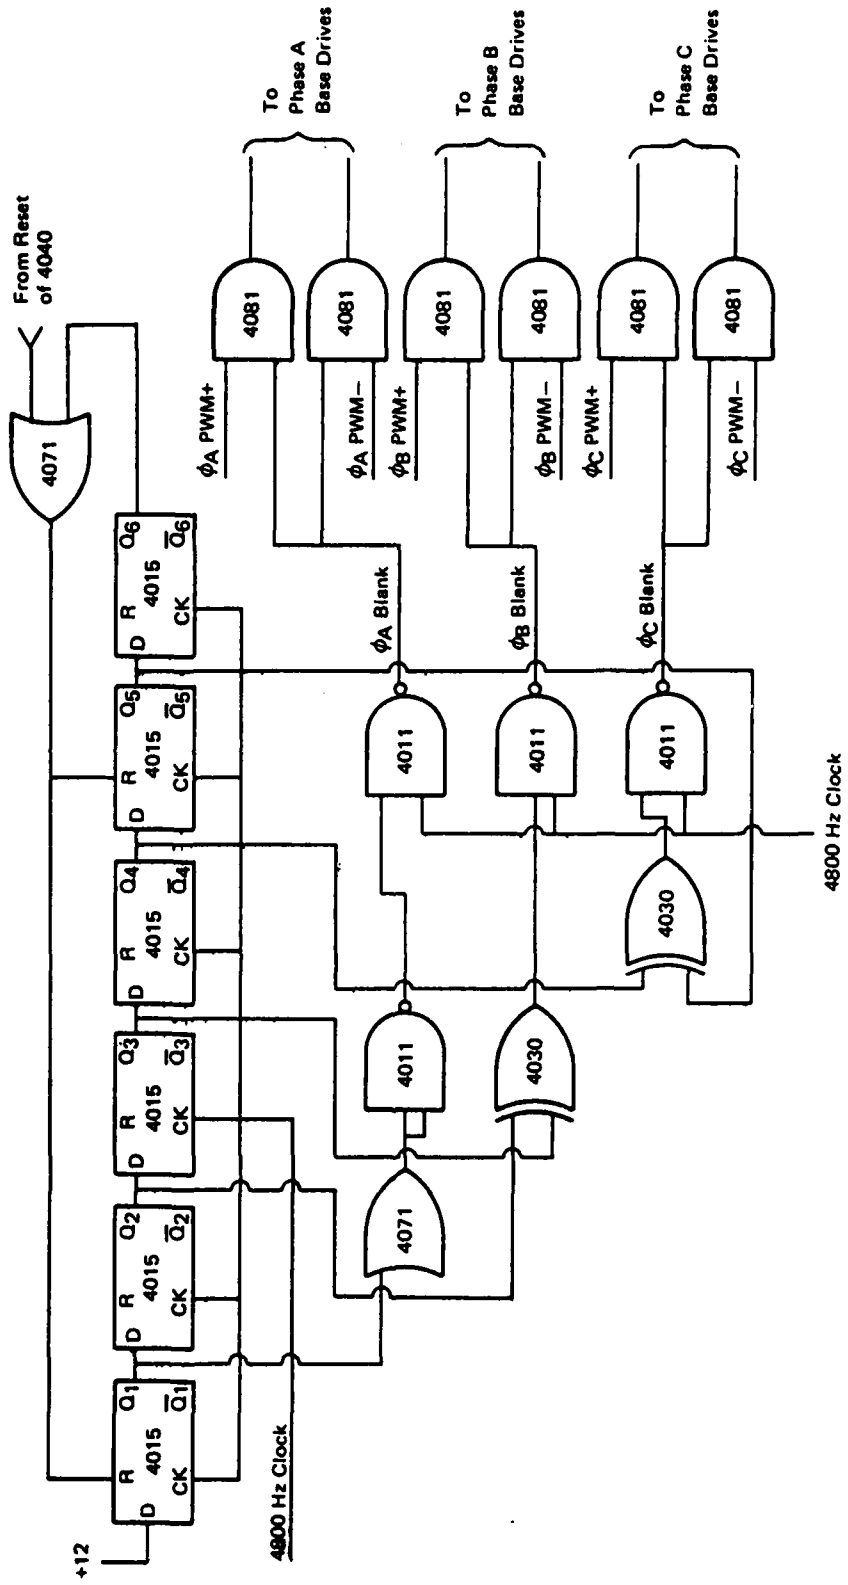 From Reset
of 4040
4071
+12
D
R
Q1
4015
CK
Q̅1
D
R
Q2
4015
CK
Q̅2
D
R
Q3
4015
CK
Q̅3
D
R
Q4
4015
CK
Q̅4
D
R
Q5
4015
CK
Q̅5
D
R
Q6
4015
CK
Q̅6
4800 Hz Clock
4071
4011
4011
ϕA Blank
4030
4011
ϕB Blank
4030
4011
ϕC Blank
4800 Hz Clock
ϕA PWM+
4081
ϕA PWM−
4081
To
Phase A
Base Drives
ϕB PWM+
4081
ϕB PWM−
4081
To
Phase B
Base Drives
ϕC PWM+
4081
ϕC PWM−
4081
To
Phase C
Base Drives